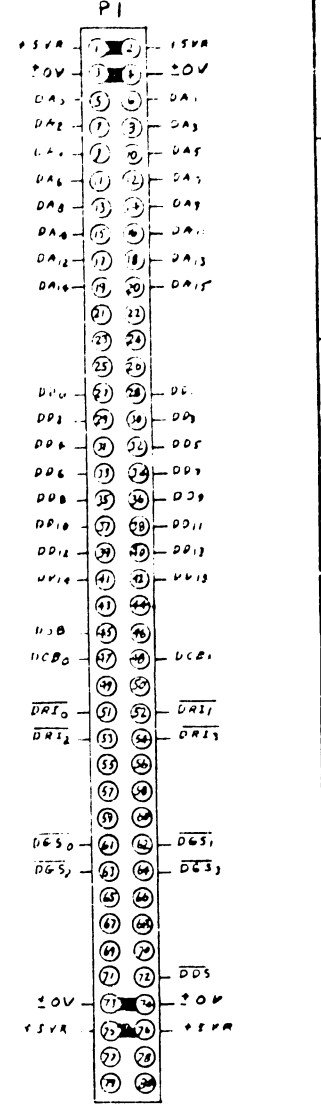 P1
+5VR 1 2 +5VR
±0V 3 4 ±0V
DA0 5 6 DA1
DA2 7 8 DA3
DA4 9 10 DA5
DA6 11 12 DA7
DA8 13 14 DA9
15 16
DA12 17 18 DA13
DA14 19 20 DA15
21 22
23 24
25 26
DD0 27 28 DD1
DD2 29 30 DD3
DD4 31 32 DD5
DD6 33 34 DD7
DD8 35 36 DD9
DD10 37 38 DD11
DD12 39 40 DD13
DD14 41 42 DD15
43 44
45 46
DCB0 47 48 DCB1
49 50
DRI0 51 52 DRI1
DRI2 53 54 DRI3
55 56
57 58
59 60
DGS0 61 62 DGS1
DGS2 63 64 DGS3
65 66
67 68
69 70
71 72 DDS
±0V 73 74 ±0V
+5VR 75 76 +5VR
77 78
79 80